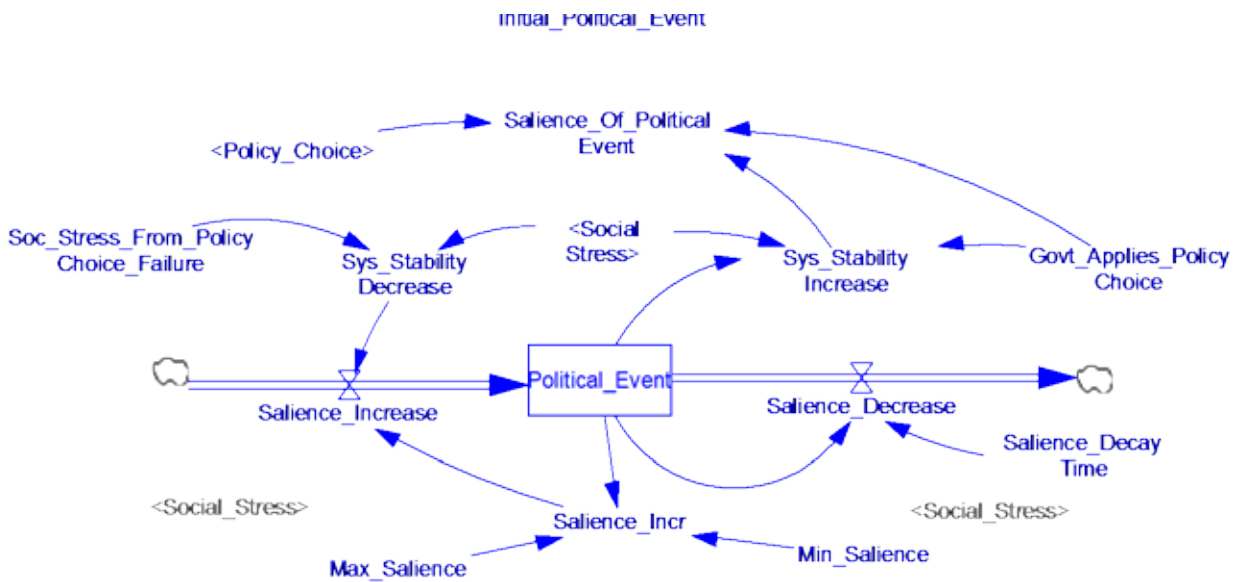 Initial_Political_Event
Salience_Of_Political
Event
<Policy_Choice>
Soc_Stress_From_Policy
Choice_Failure
Sys_Stability
Decrease
<Social
Stress>
Sys_Stability
Increase
Govt_Applies_Policy
Choice
Political_Event
Salience_Increase
Salience_Decrease
Salience_Decay
Time
<Social_Stress>
Salience_Incr
<Social_Stress>
Max_Salience
Min_Salience